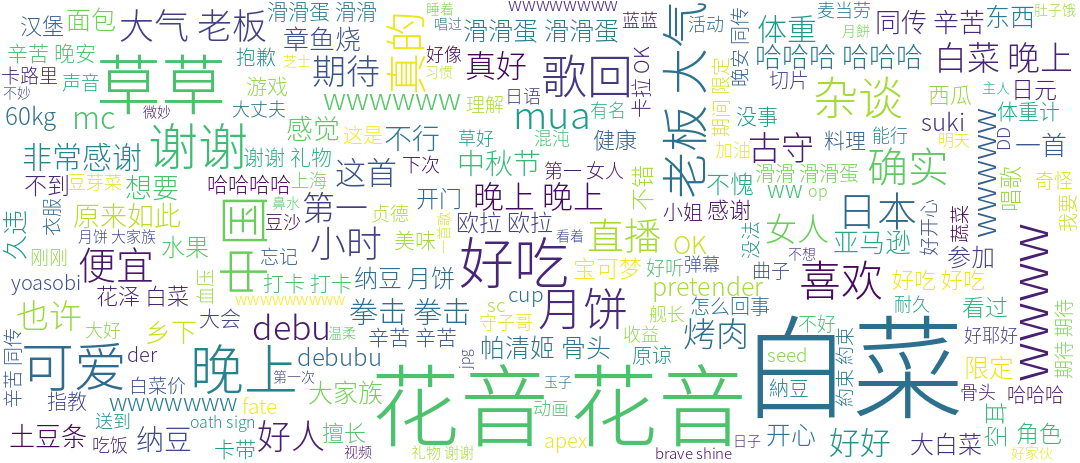 wwwwwwww
睡着
滑滑蛋 滑滑
唱过
滑滑蛋 滑滑蛋
蓝蓝
活动
麦当劳
月餅
肚子饿
汉堡
面包
大气 老板
章鱼烧
真的
好像
大气
晚安 同传
体重
同传 辛苦
东西
辛苦 晚安
抱歉
芝士
习惯
真好
歌回
卡拉 OK
限定
哈哈哈 哈哈哈
白菜 晚上
卡路里
声音
期待
草草
游戏
不妙
微妙
大丈夫
wwwwwww
理解
日语
有名
老板
期间
切片
杂谈
西瓜
主人
日元
60kg
mc
感觉
这是
不行
草好
混沌
mua
健康
加油
没事
料理
能行
suki
体重计
wwwwwwwww
DD
明天
一首
非常感谢
谢谢
谢谢 礼物
这首
下次
中秋节
第一 女人
古守
确实
不到
豆芽菜
想要
哈哈哈哈
上海
开门
晚上 晚上
不错
不愧
滑滑 滑滑蛋
ww
op
唱歌
奇怪
我要
久违
衣服
原来如此
中国
鼻水
豆沙
第一
贞德
一首歌
欧拉 欧拉
小姐 感谢
日本
好开心
蔬菜
月饼 大家族
水果
忘记
小时
美味
看着
直播
OK
没法
女人
亚马逊
不想
参加
刚刚
便宜
血压
打卡 打卡
纳豆 月饼
好吃
宝可梦
好听
弹幕
曲子
yoasobi
花泽 白菜
wwwwwwwww
拳击 拳击
sc
cup
月饼
pretender
怎么回事
喜欢
好吃 好吃
耐久
看过
wwwwwwww
也许
乡下
大好
大会
debu
温柔
辛苦 辛苦
守子哥
舰长
收益
烤肉
不好
好耶好
期待 期待
辛苦 同传
可爱
der
晚上
debubu
jpg
帕清姬 骨头
原谅
seed
約束 約束
白菜
限定
白菜价
第一次
指教
wwwwwww
大家族
花音 花音
玉子
納豆
骨头
哈哈哈
送到
fate
oath sign
土豆条
吃饭
纳豆
卡带
好人
擅长
视频
礼物 谢谢
动画
apex
日子
brave shine
开心
好好
大白菜
空耳
角色
好家伙